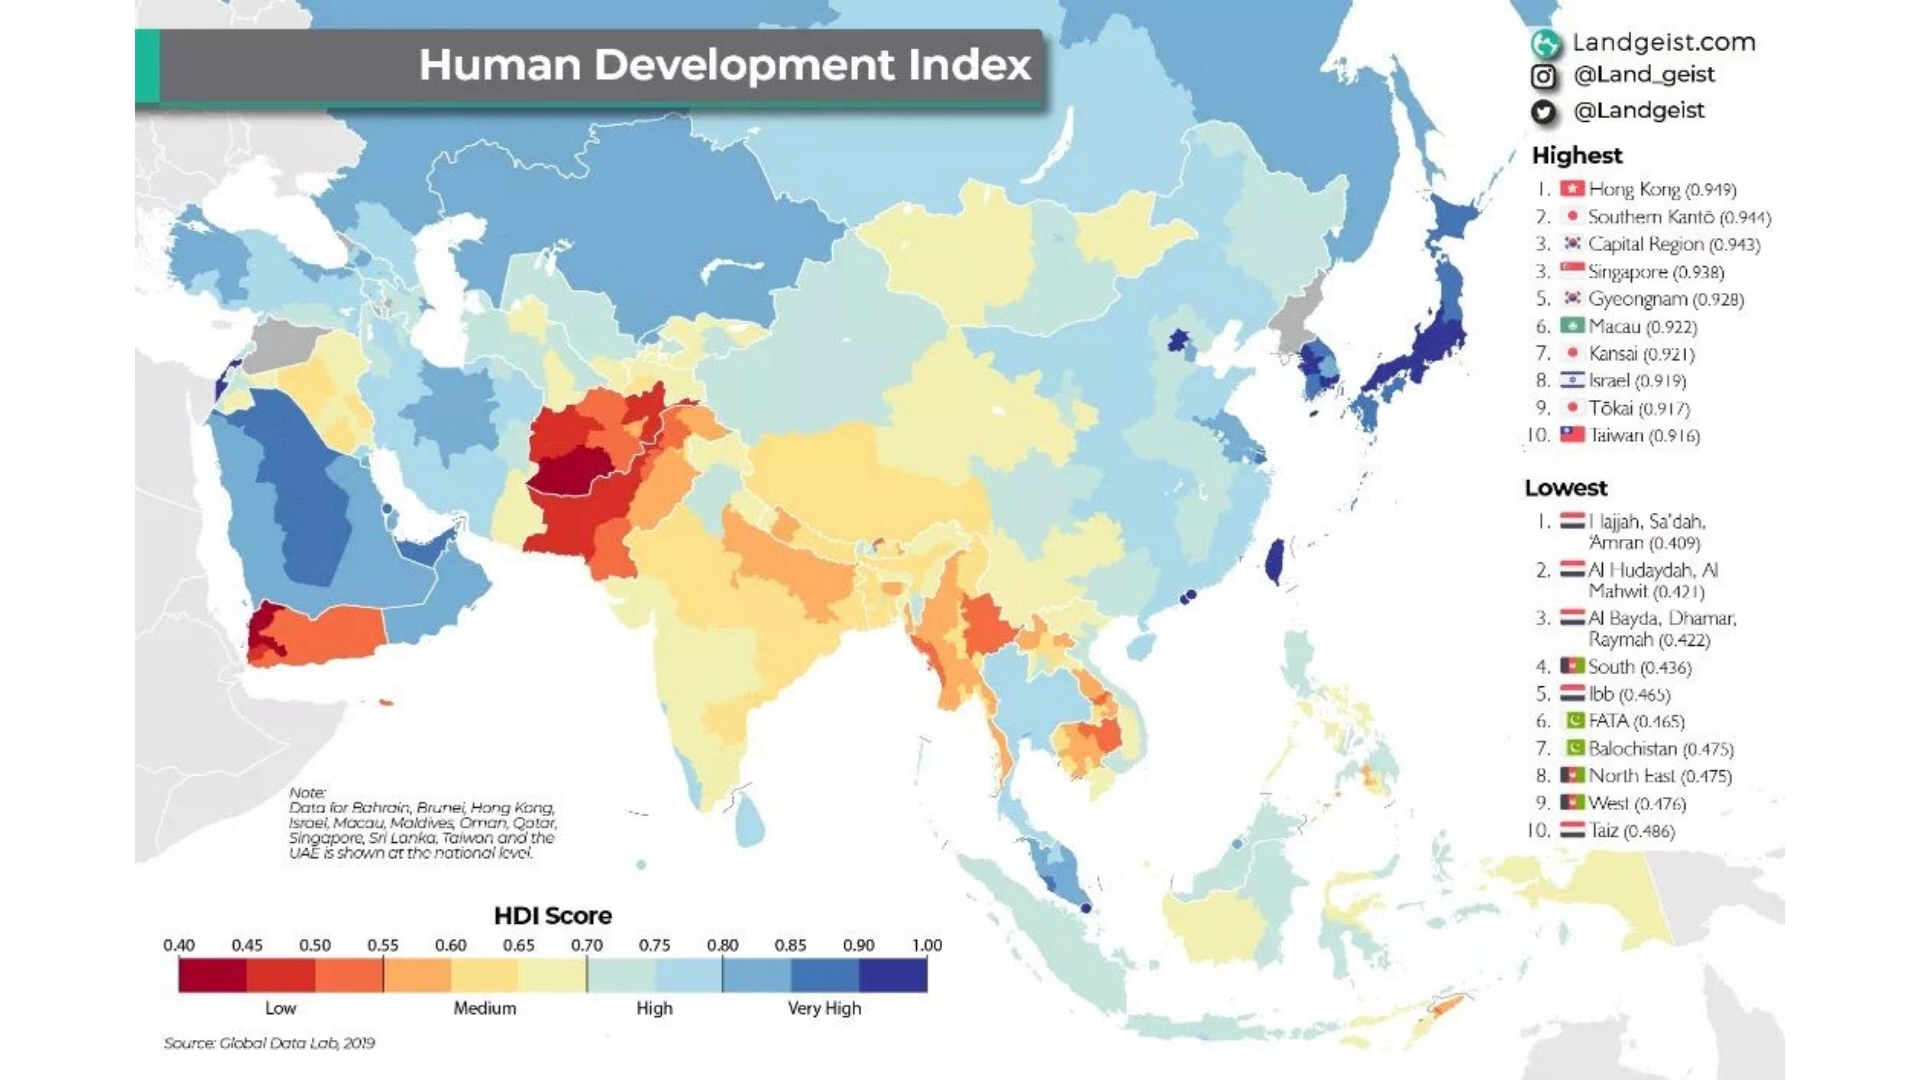 Human Development Index
Landgeist.com
@Land_geist
@Landgeist
Highest
1. Hong Kong (0.949)
2. Southern Kantō (0.944)
3. Capital Region (0.943)
3. Singapore (0.938)
5. Gyeongnam (0.928)
6. Macau (0.922)
7. Kansai (0.921)
8. Israel (0.919)
9. Tōkai (0.917)
10. Taiwan (0.916)
Lowest
1. Hajjah, Sa'dah,
'Amran (0.409)
2. Al Hudaydah, Al
Mahwit (0.421)
3. Al Bayda, Dhamar,
Raymah (0.422)
4. South (0.436)
5. Ibb (0.465)
6. FATA (0.465)
7. Balochistan (0.475)
8. North East (0.475)
9. West (0.476)
10. Taiz (0.486)
Note:
Data for Bahrain, Brunei, Hong Kong,
Israel, Macau, Maldives, Oman, Qatar,
Singapore, Sri Lanka, Taiwan and the
UAE is shown at the national level.
HDI Score
0.40 0.45 0.50 0.55 0.60 0.65 0.70 0.75 0.80 0.85 0.90 1.00
Low Medium High Very High
Source: Global Data Lab, 2019